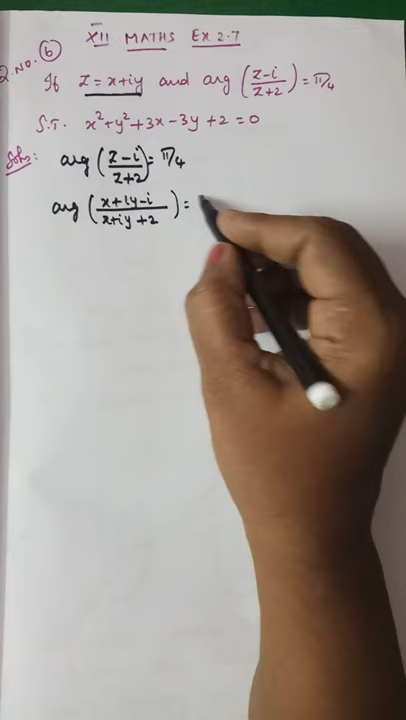 XII MATHS Ex 2.7
Q.NO. 6
If z = x+iy and arg (z-i/z+2) = π/4
S.T. x²+y²+3x-3y+2=0
Soln: arg (z-i/z+2) = π/4
arg (x+iy-i/x+iy+2) =